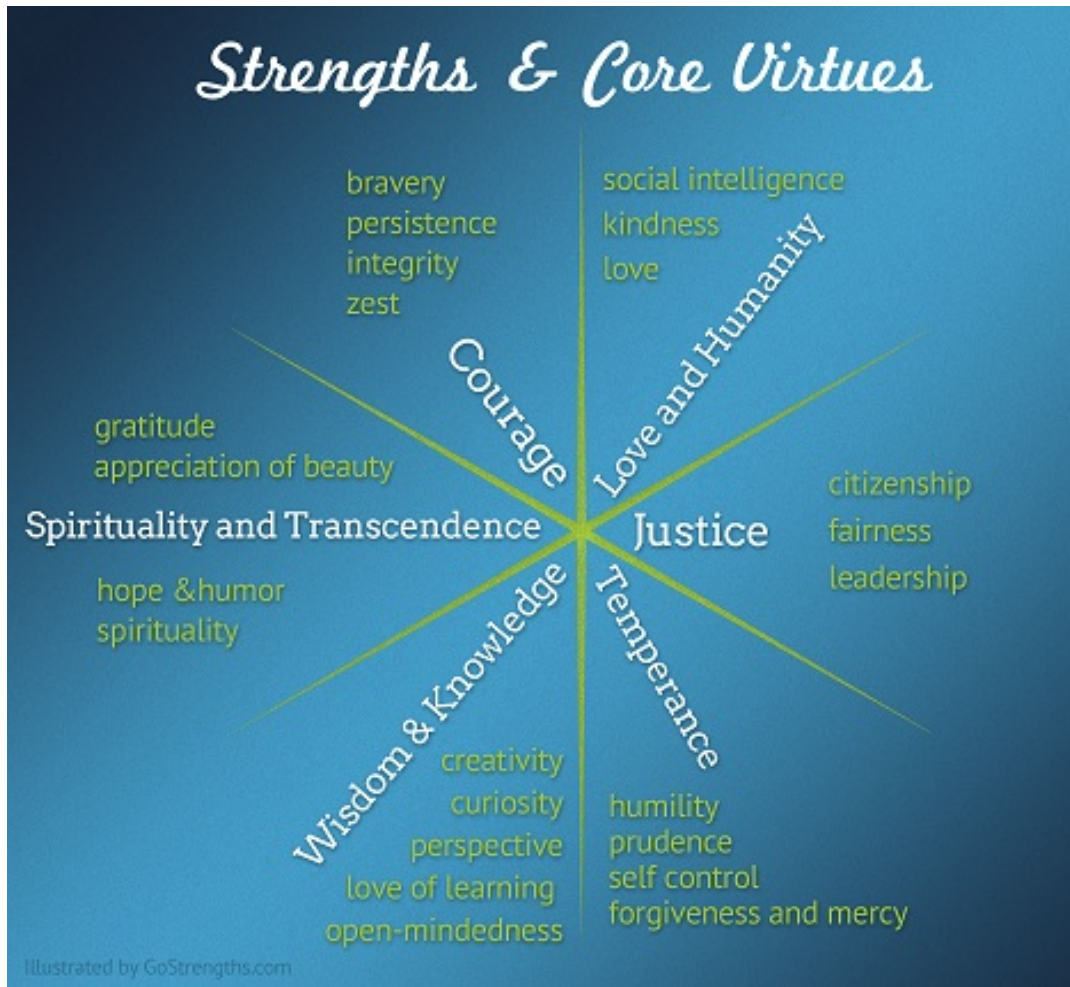 Strengths & Core Virtues
bravery
persistence
integrity
zest
Courage
social intelligence
kindness
love
Love and Humanity
gratitude
appreciation of beauty
Spirituality and Transcendence
hope &humor
spirituality
Justice
citizenship
fairness
leadership
Wisdom & Knowledge
creativity
curiosity
perspective
love of learning
open-mindedness
Temperance
humility
prudence
self control
forgiveness and mercy
Illustrated by GoStrengths.com